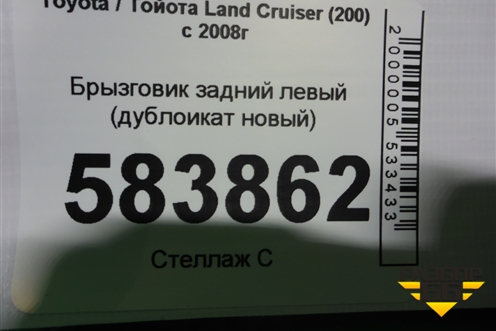 Toyota / Тойота Land Cruiser (200)
с 2008г
Брызговик задний левый
(дублоикат новый)
583862
Стеллаж С
2000005533433